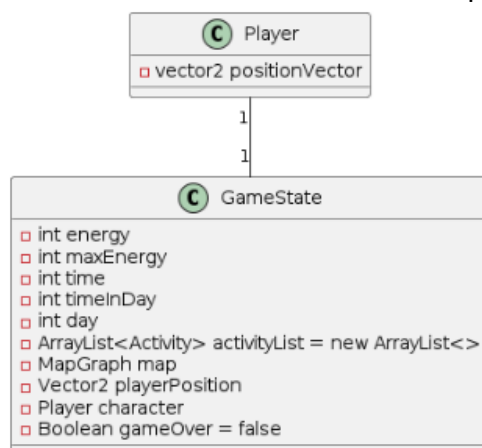 C Player
vector2 positionVector
1
1
C GameState
int energy
int maxEnergy
int time
int timeInDay
int day
ArrayList<Activity> activityList = new ArrayList<>
MapGraph map
Vector2 playerPosition
Player character
Boolean gameOver = false